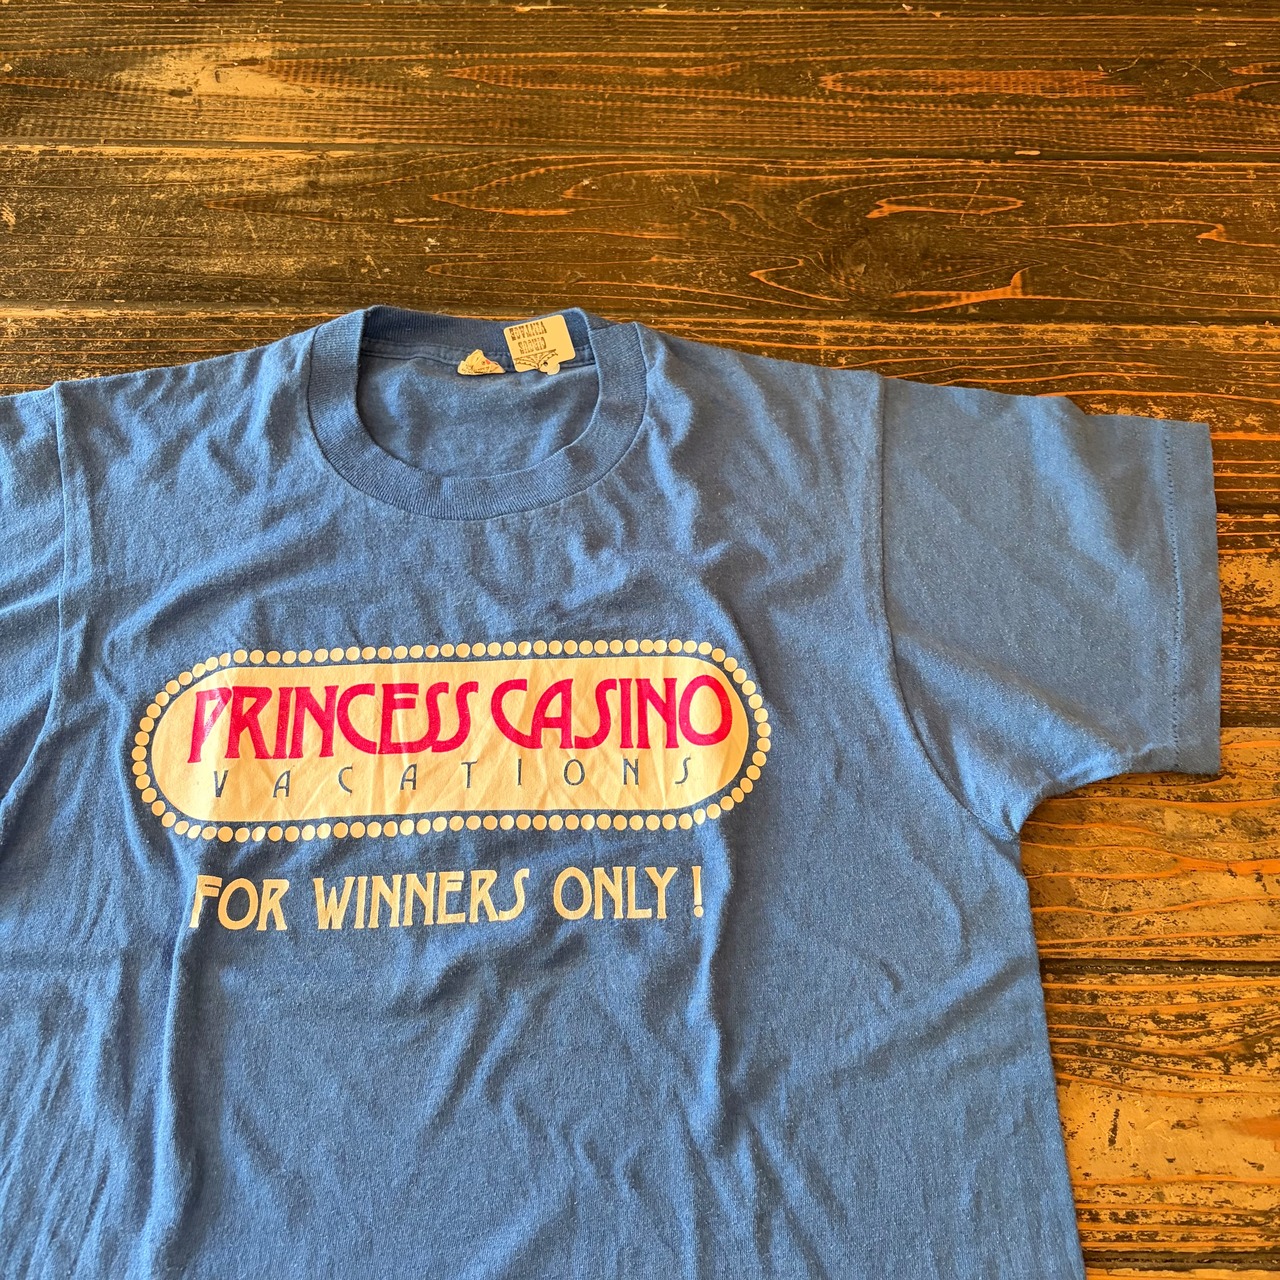 PRINCESS CASINO
VACATIONS
FOR WINNERS ONLY!